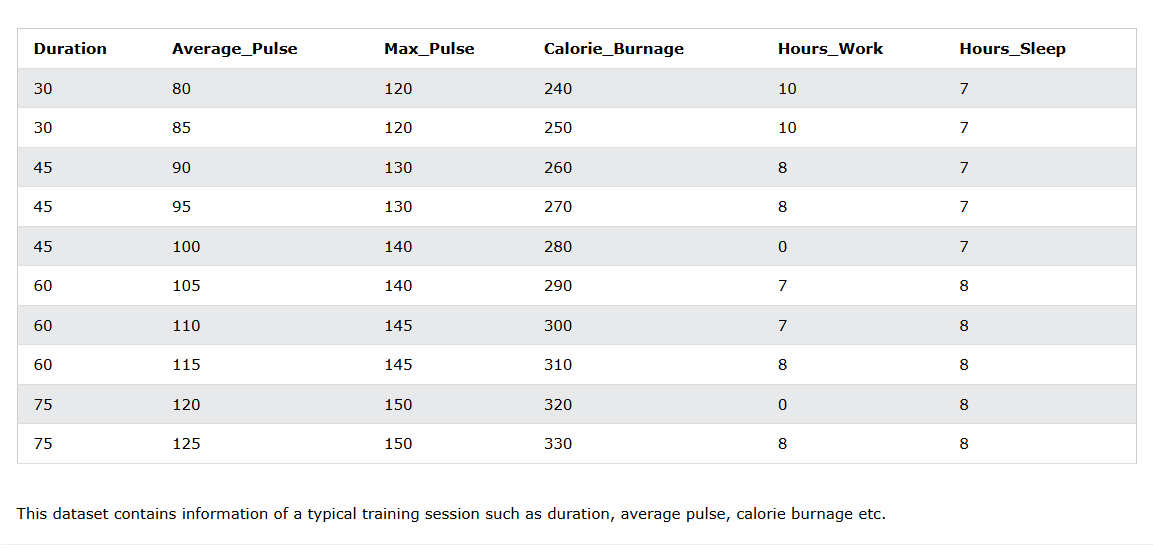 Duration Average_Pulse Max_Pulse Calorie_Burnage Hours_Work Hours_Sleep
30 80 120 240 10 7
30 85 120 250 10 7
45 90 130 260 8 7
45 95 130 270 8 7
45 100 140 280 0 7
60 105 140 290 7 8
60 110 145 300 7 8
60 115 145 310 8 8
75 120 150 320 0 8
75 125 150 330 8 8
This dataset contains information of a typical training session such as duration, average pulse, calorie burnage etc.